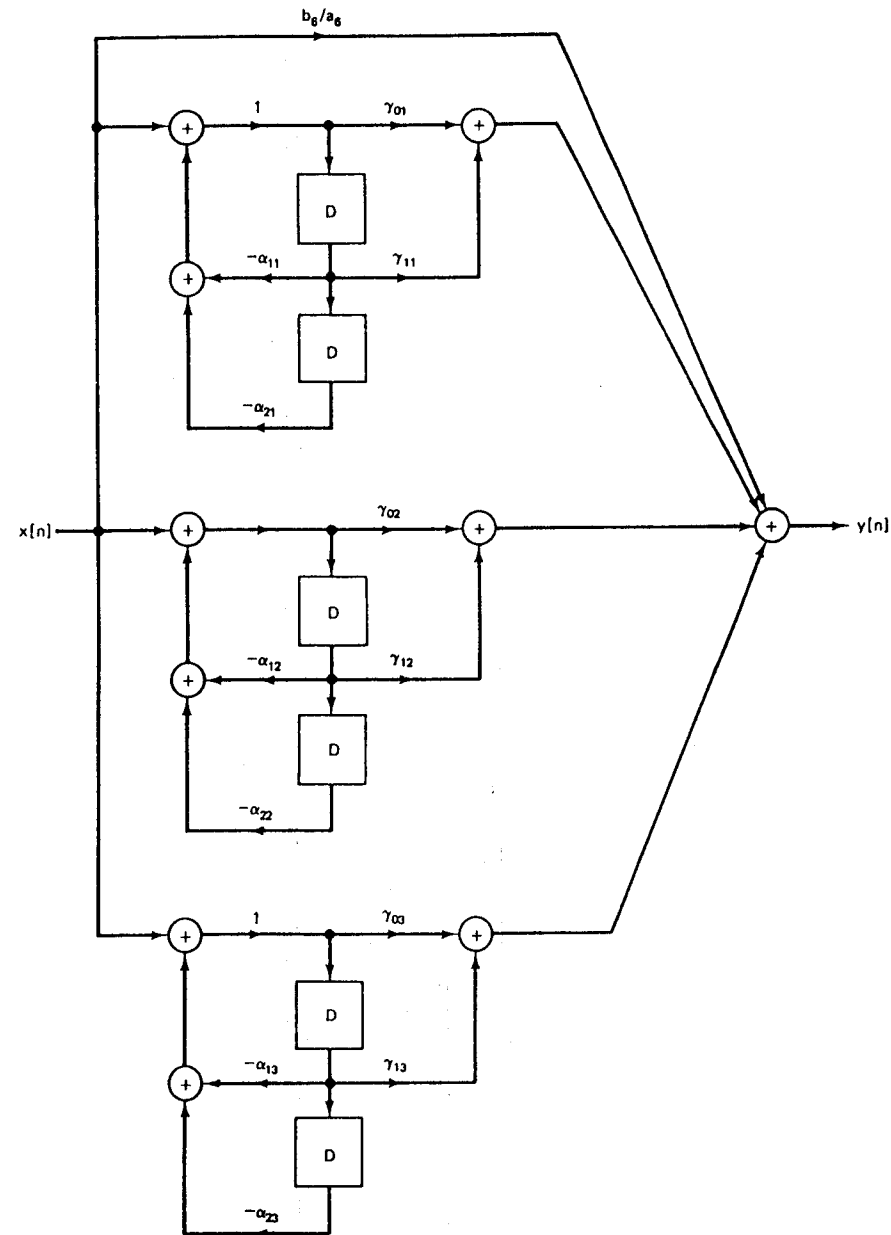 b₆/a₆
1
γ₀₁
+
+
D
−α₁₁
γ₁₁
+
D
−α₂₁
x[n]
+
γ₀₂
+
+
y[n]
D
−α₁₂
γ₁₂
+
D
−α₂₂
+
1
γ₀₃
+
D
−α₁₃
γ₁₃
+
D
−α₂₃